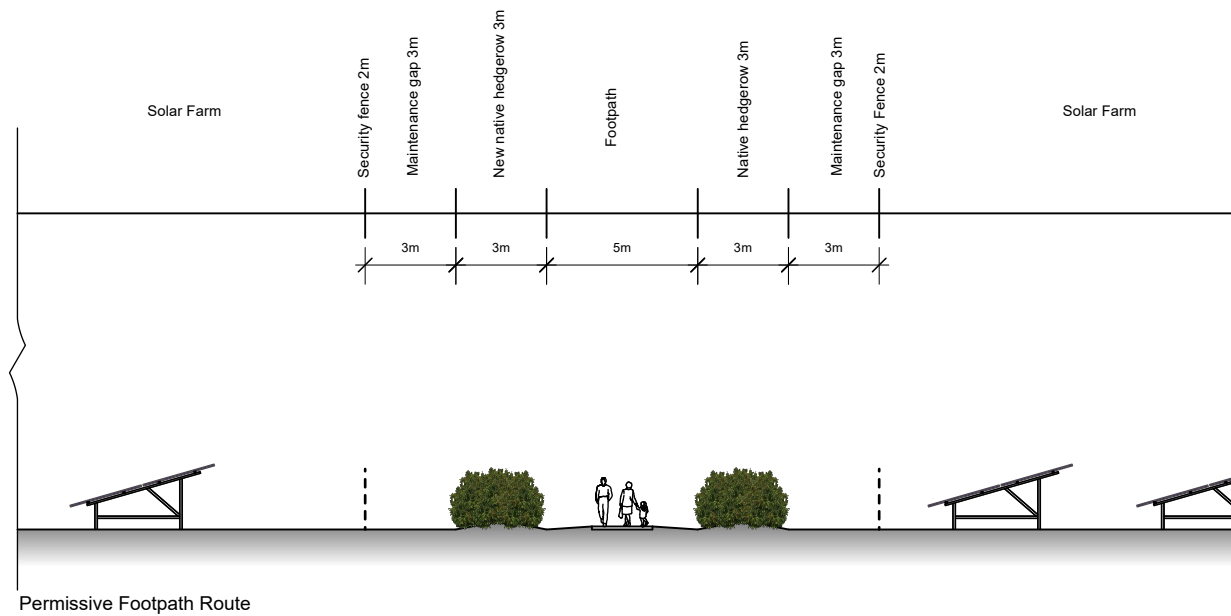 Solar Farm
Security fence 2m
Maintenance gap 3m
New native hedgerow 3m
Footpath
Native hedgerow 3m
Maintenance gap 3m
Security Fence 2m
Solar Farm
3m
3m
5m
3m
3m
Permissive Footpath Route